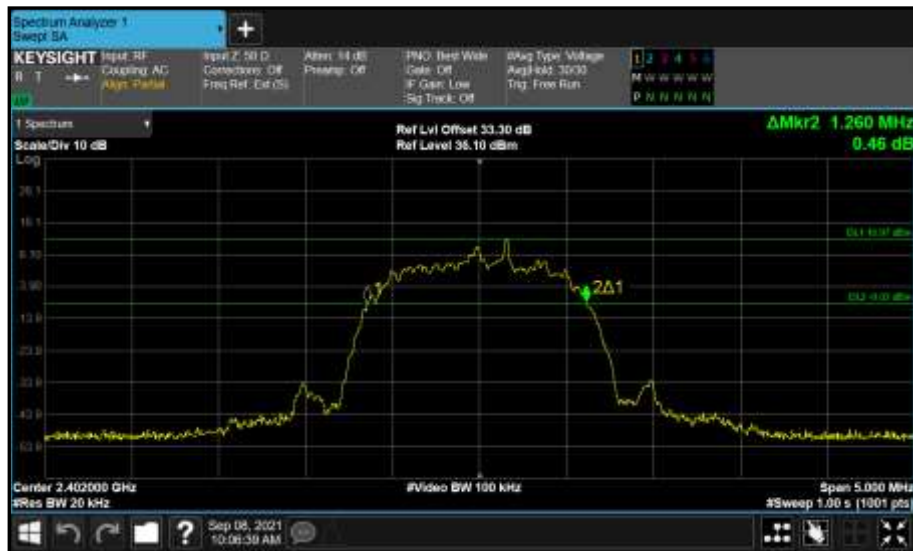 Spectrum Analyzer 1
Swept SA
+
KEYSIGHT
Input: RF
Coupling: AC
Align: Partial
R T
Input Z: 50 Ω
Corrections: Off
Freq Ref: Ext (S)
Atten: 14 dB
Preamp: Off
PNO: Best Wide
Gate: Off
IF Gain: Low
Sig Track: Off
#Avg Type: Voltage
Avg|Hold: 30/30
Trig: Free Run
1 2 3 4 5 6
M W W W W W
P N N N N N
1 Spectrum
Scale/Div 10 dB
Log
Ref Lvl Offset 33.30 dB
Ref Level 36.10 dBm
ΔMkr2 1.260 MHz
0.46 dB
26.1
16.1
-3.90
-13.9
-23.9
-33.9
-43.9
-53.9
2Δ1
Center 2.402000 GHz
#Res BW 20 kHz
#Video BW 100 kHz
Span 5.000 MHz
#Sweep 1.00 s (1001 pts)
?
Sep 08, 2021
10:06:39 AM